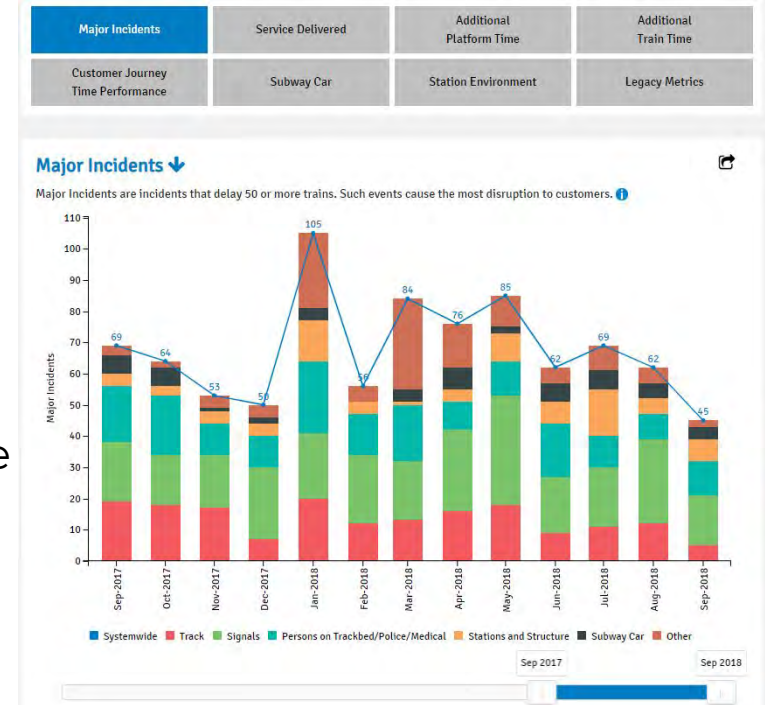 Major Incidents
Service Delivered
Additional
Platform Time
Additional
Train Time
Customer Journey
Time Performance
Subway Car
Station Environment
Legacy Metrics
Major Incidents
Major Incidents are incidents that delay 50 or more trains. Such events cause the most disruption to customers.
e
Major Incidents
110
100
90
80
70
60
50
40
30
20
10
0
69
64
53
50
105
56
84
76
85
62
69
62
45
Sep-2017
Oct-2017
Nov-2017
Dec-2017
Jan-2018
Feb-2018
Mar-2018
Apr-2018
May-2018
Jun-2018
Jul-2018
Aug-2018
Sep-2018
Systemwide Track Signals Persons on Trackbed/Police/Medical Stations and Structure Subway Car Other
Sep 2017 Sep 2018